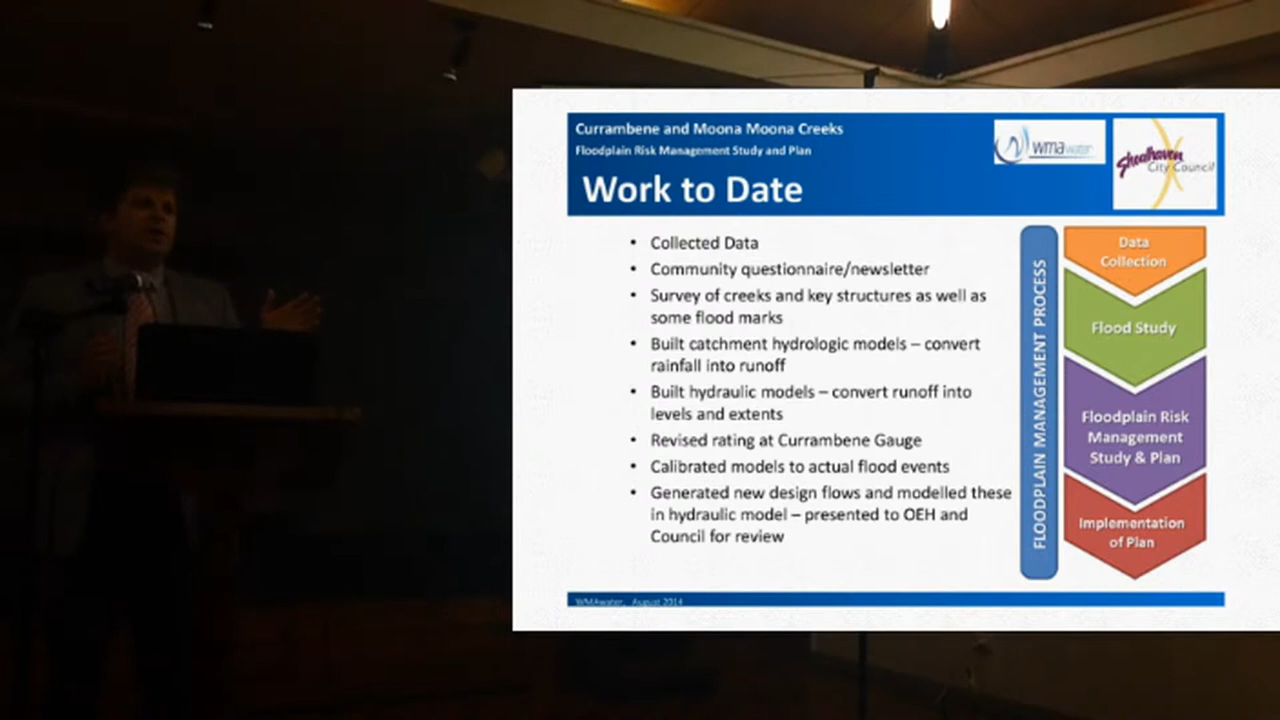 Currambene and Moona Moona Creeks
Floodplain Risk Management Study and Plan
Work to Date
wmawater
Shoalhaven
City Council
• Collected Data
• Community questionnaire/newsletter
• Survey of creeks and key structures as well as
some flood marks
• Built catchment hydrologic models – convert
rainfall into runoff
• Built hydraulic models – convert runoff into
levels and extents
• Revised rating at Currambene Gauge
• Calibrated models to actual flood events
• Generated new design flows and modelled these
in hydraulic model – presented to OEH and
Council for review
FLOODPLAIN MANAGEMENT PROCESS
Data
Collection
Flood Study
Floodplain Risk
Management
Study & Plan
Implementation
of Plan
WMAwater, August 2014